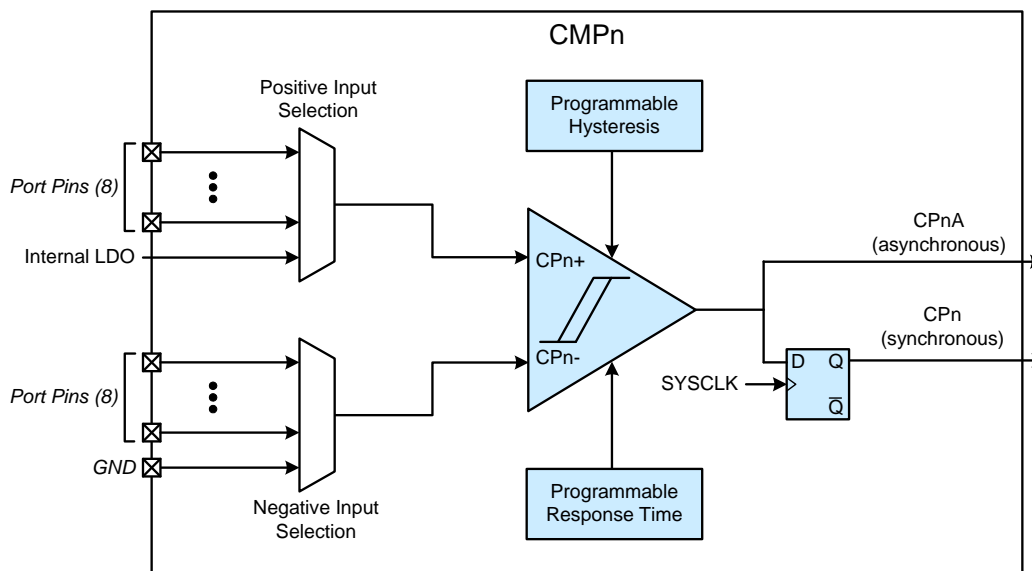 CMPn
Positive Input
Selection
Programmable
Hysteresis
Port Pins (8)
Internal LDO
CPn+
CPn-
CPnA
(asynchronous)
CPn
(synchronous)
Port Pins (8)
GND
SYSCLK
D Q
Q̅
Negative Input
Selection
Programmable
Response Time